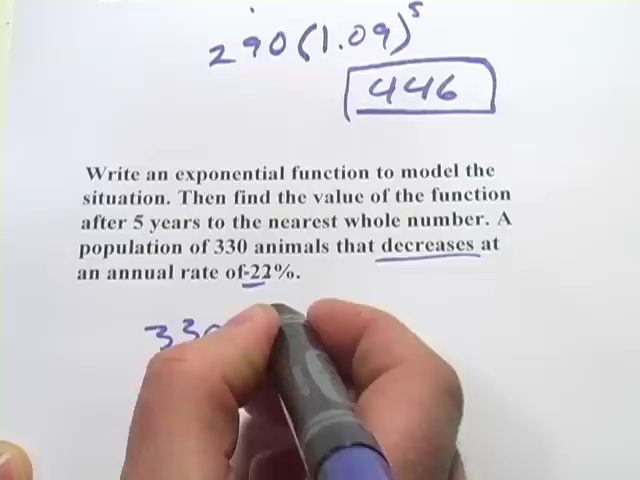 290(1.09)⁵
446
Write an exponential function to model the
situation. Then find the value of the function
after 5 years to the nearest whole number. A
population of 330 animals that decreases at
an annual rate of -22%.
330